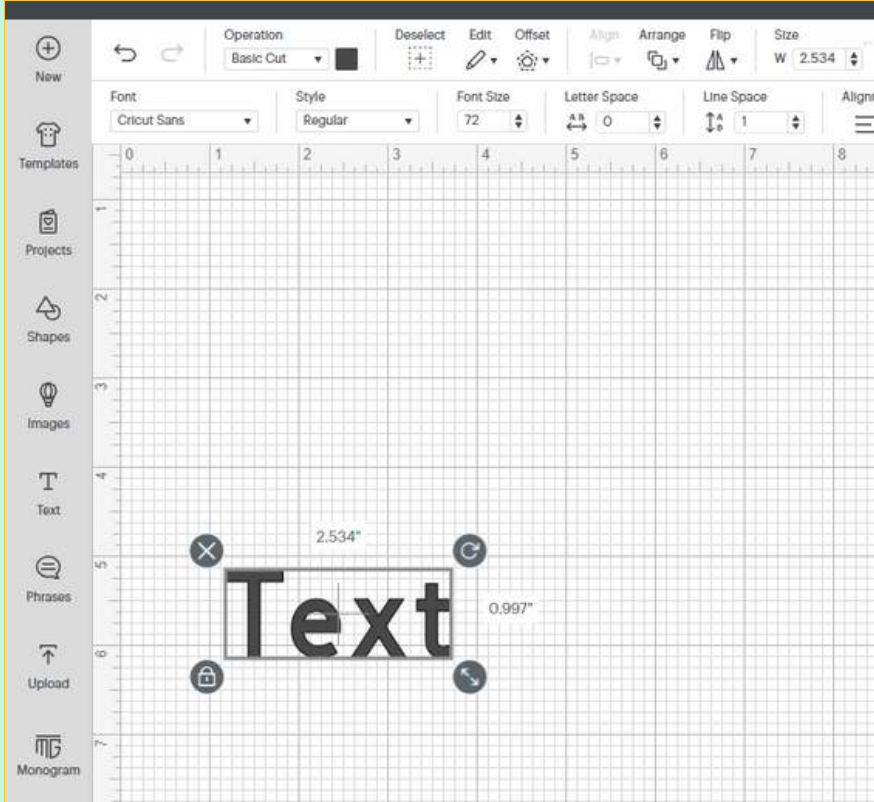 New
Templates
Projects
Shapes
Images
Text
Phrases
Upload
Monogram
Operation Deselect Edit Offset Align Arrange Flip Size
Basic Cut W 2.534
Font Style Font Size Letter Space Line Space Alignm
Cricut Sans Regular 72 A B 0 A B 1
0 1 2 3 4 5 6 7 8
1
2
3
4
5
6
7
2.534"
Text
0.997"